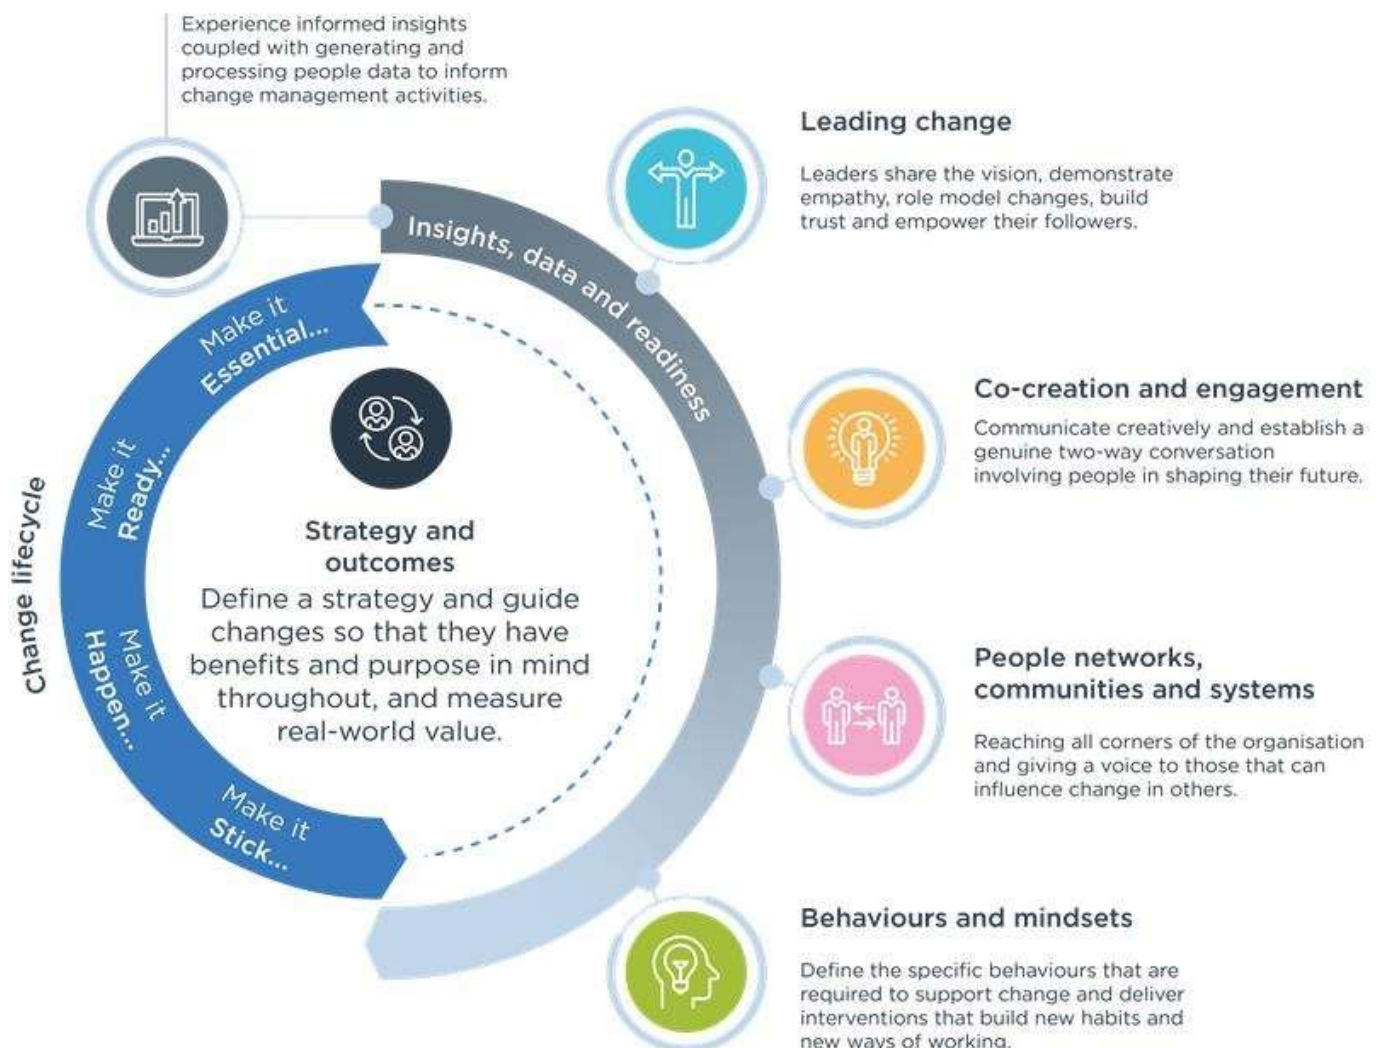 Experience informed insights
coupled with generating and
processing people data to inform
change management activities.
Leading change
Leaders share the vision, demonstrate
empathy, role model changes, build
trust and empower their followers.
Insights, data and readiness
Make it
Essential...
Make it
Ready...
Make it
Happen...
Make it
Stick...
Change lifecycle
Strategy and
outcomes
Define a strategy and guide
changes so that they have
benefits and purpose in mind
throughout, and measure
real-world value.
Co-creation and engagement
Communicate creatively and establish a
genuine two-way conversation
involving people in shaping their future.
People networks,
communities and systems
Reaching all corners of the organisation
and giving a voice to those that can
influence change in others.
Behaviours and mindsets
Define the specific behaviours that are
required to support change and deliver
interventions that build new habits and
new ways of working.